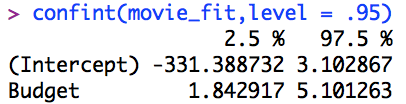 > confint(movie_fit,level = .95)
2.5 % 97.5 %
(Intercept) -331.388732 3.102867
Budget 1.842917 5.101263